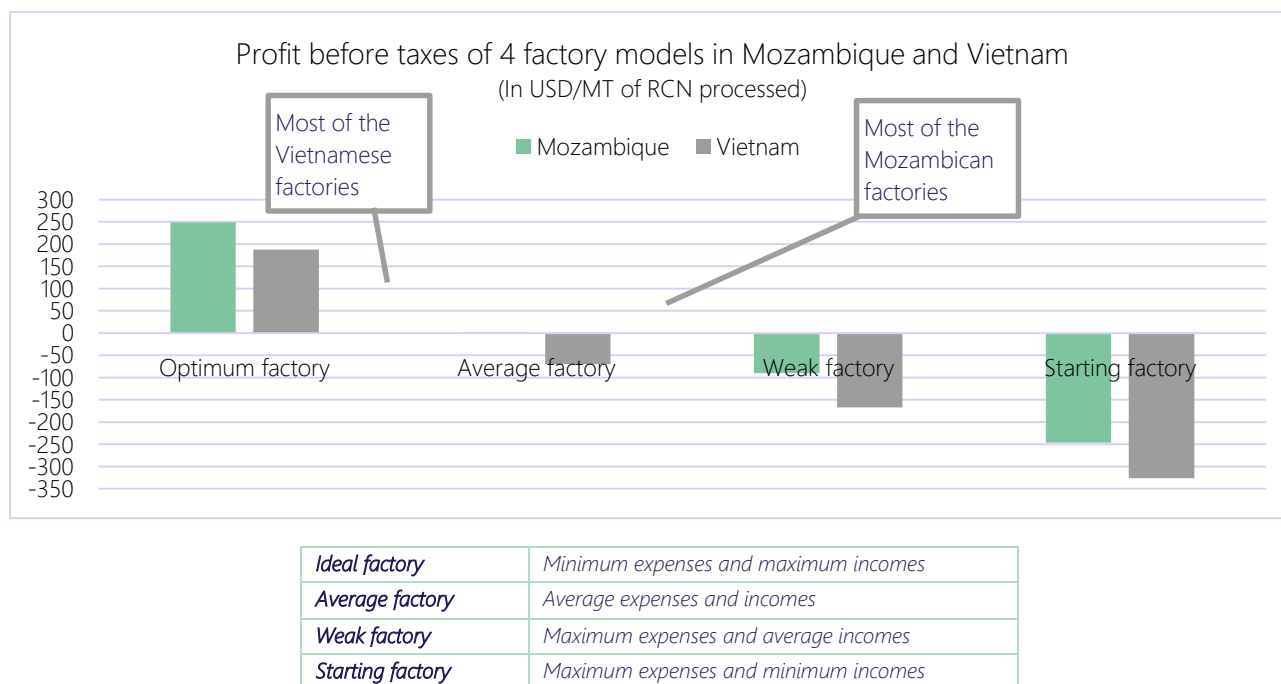 Profit before taxes of 4 factory models in Mozambique and Vietnam
(In USD/MT of RCN processed)
Most of the
Vietnamese
factories
Mozambique Vietnam
Most of the
Mozambican
factories
300
250
200
150
100
50
0
-50
-100
-150
-200
-250
-300
-350
Optimum factory Average factory Weak factory Starting factory
Ideal factory Minimum expenses and maximum incomes
Average factory Average expenses and incomes
Weak factory Maximum expenses and average incomes
Starting factory Maximum expenses and minimum incomes